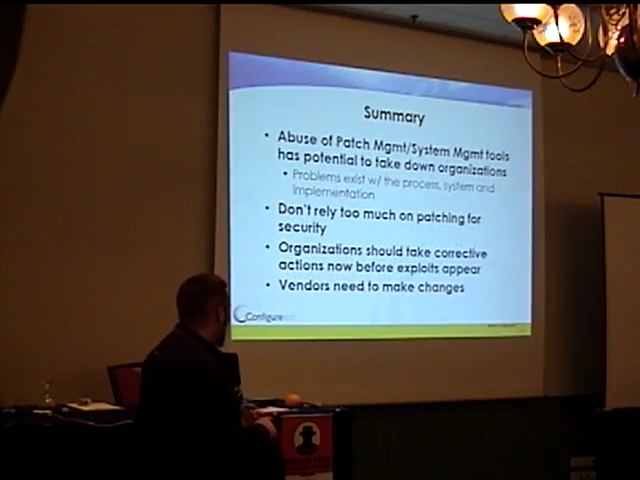 Summary
• Abuse of Patch Mgmt/System Mgmt tools
has potential to take down organizations
• Problems exist w/ the process, system and
implementation
• Don't rely too much on patching for
security
• Organizations should take corrective
actions now before exploits appear
• Vendors need to make changes
Configuresoft